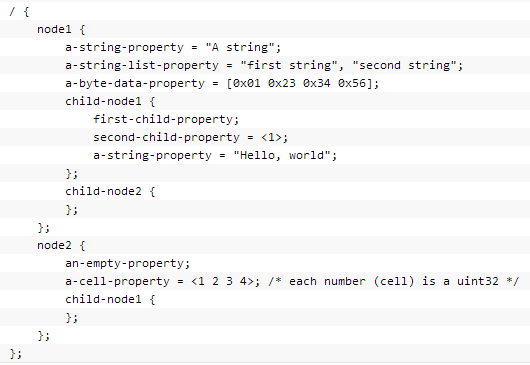 / {
    node1 {
        a-string-property = "A string";
        a-string-list-property = "first string", "second string";
        a-byte-data-property = [0x01 0x23 0x34 0x56];
        child-node1 {
            first-child-property;
            second-child-property = <1>;
            a-string-property = "Hello, world";
        };
        child-node2 {
        };
    };
    node2 {
        an-empty-property;
        a-cell-property = <1 2 3 4>; /* each number (cell) is a uint32 */
        child-node1 {
        };
    };
};